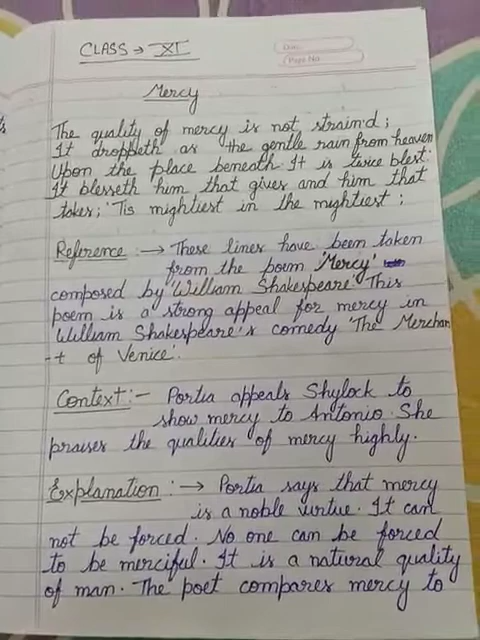 CLASS → XI
Date:
Page No.
Mercy
The quality of mercy is not strain'd;
It droppeth as the gentle rain from heaven
Upon the place beneath. It is twice blest.
It blesseth him that gives and him that
takes; 'Tis mightiest in the mightiest;
Reference :→ These lines have been taken
from the poem 'Mercy'
composed by 'William Shakespeare'. This
poem is a strong appeal for mercy in
William Shakespeare's comedy 'The Merchan
-t of Venice'.
Context:- Portia appeals Shylock to
show mercy to Antonio. She
praises the qualities of mercy highly.
Explanation :→ Portia says that mercy
is a noble virtue. It can
not be forced. No one can be forced
to be merciful. It is a natural quality
of man. The poet compares mercy to